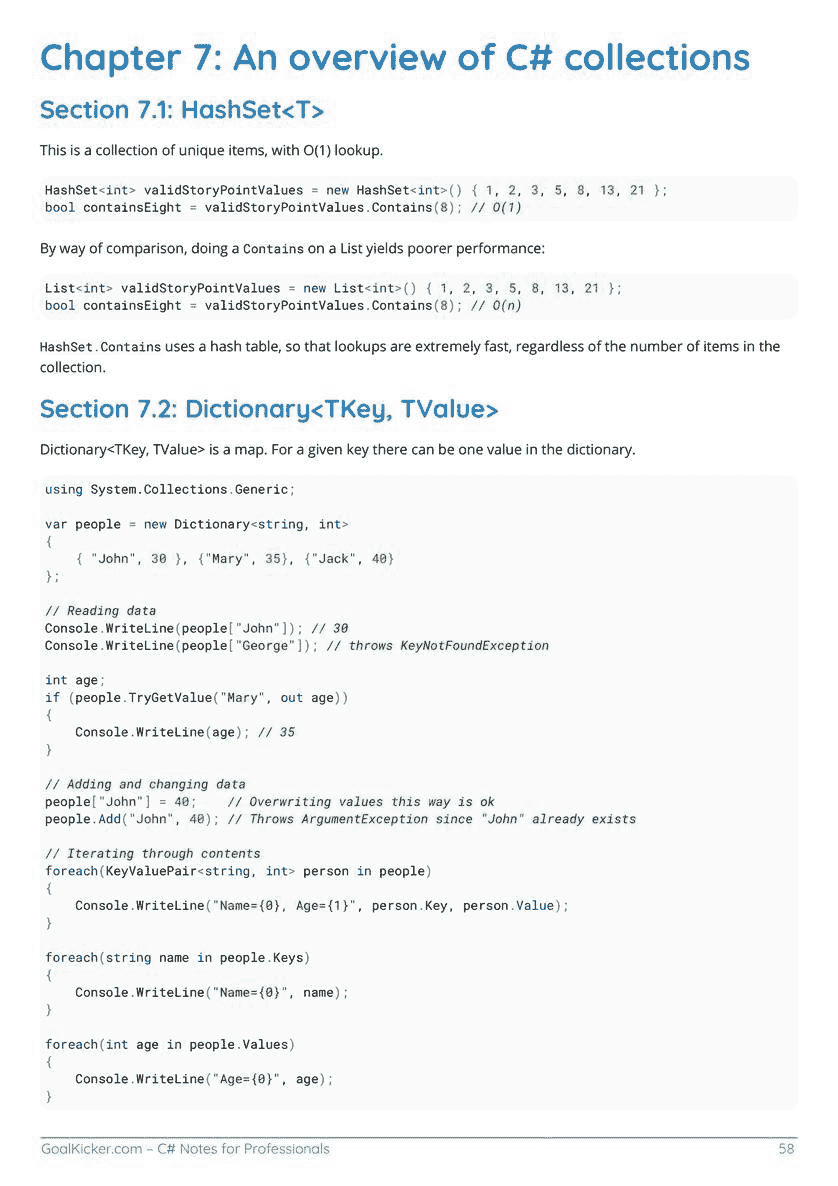 Chapter 7: An overview of C# collections
Section 7.1: HashSet<T>
This is a collection of unique items, with O(1) lookup.
HashSet<int> validStoryPointValues = new HashSet<int>() { 1, 2, 3, 5, 8, 13, 21 };
bool containsEight = validStoryPointValues.Contains(8); // O(1)
By way of comparison, doing a Contains on a List yields poorer performance:
List<int> validStoryPointValues = new List<int>() { 1, 2, 3, 5, 8, 13, 21 };
bool containsEight = validStoryPointValues.Contains(8); // O(n)
HashSet.Contains uses a hash table, so that lookups are extremely fast, regardless of the number of items in the
collection.
Section 7.2: Dictionary<TKey, TValue>
Dictionary<TKey, TValue> is a map. For a given key there can be one value in the dictionary.
using System.Collections.Generic;
var people = new Dictionary<string, int>
{
    { "John", 30 }, {"Mary", 35}, {"Jack", 40}
};
// Reading data
Console.WriteLine(people["John"]); // 30
Console.WriteLine(people["George"]); // throws KeyNotFoundException
int age;
if (people.TryGetValue("Mary", out age))
{
    Console.WriteLine(age); // 35
}
// Adding and changing data
people["John"] = 40;    // Overwriting values this way is ok
people.Add("John", 40); // Throws ArgumentException since "John" already exists
// Iterating through contents
foreach(KeyValuePair<string, int> person in people)
{
    Console.WriteLine("Name={0}, Age={1}", person.Key, person.Value);
}
foreach(string name in people.Keys)
{
    Console.WriteLine("Name={0}", name);
}
foreach(int age in people.Values)
{
    Console.WriteLine("Age={0}", age);
}
GoalKicker.com – C# Notes for Professionals 58